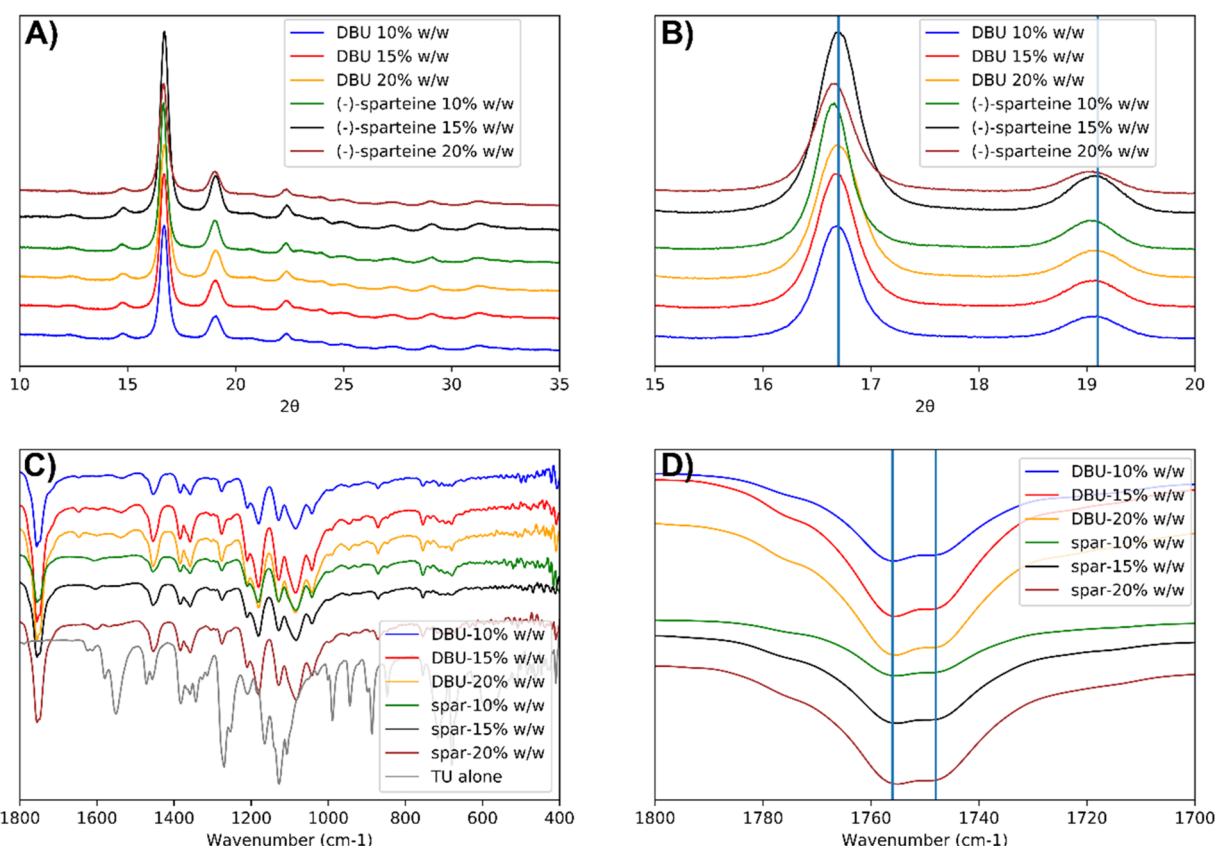 A)
DBU 10% w/w
DBU 15% w/w
DBU 20% w/w
(-)-sparteine 10% w/w
(-)-sparteine 15% w/w
(-)-sparteine 20% w/w
10 15 20 25 30 35
2θ
B)
DBU 10% w/w
DBU 15% w/w
DBU 20% w/w
(-)-sparteine 10% w/w
(-)-sparteine 15% w/w
(-)-sparteine 20% w/w
15 16 17 18 19 20
2θ
C)
DBU-10% w/w
DBU-15% w/w
DBU-20% w/w
spar-10% w/w
spar-15% w/w
spar-20% w/w
TU alone
1800 1600 1400 1200 1000 800 600 400
Wavenumber (cm-1)
D)
DBU-10% w/w
DBU-15% w/w
DBU-20% w/w
spar-10% w/w
spar-15% w/w
spar-20% w/w
1800 1780 1760 1740 1720 1700
Wavenumber (cm-1)